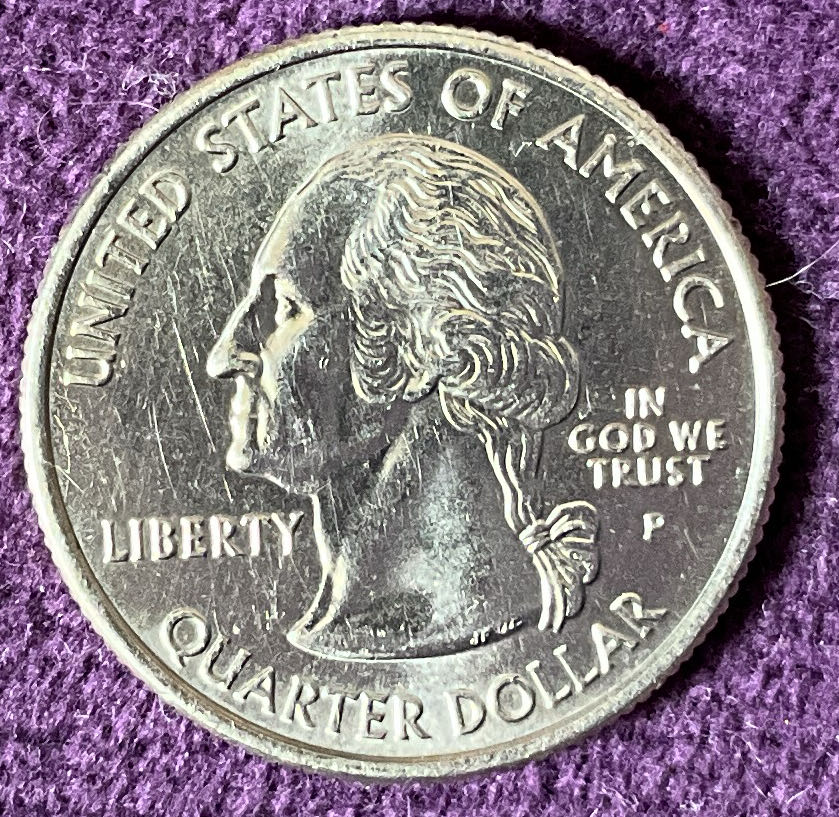 UNITED STATES OF AMERICA
IN
GOD WE
TRUST
P
LIBERTY
QUARTER DOLLAR